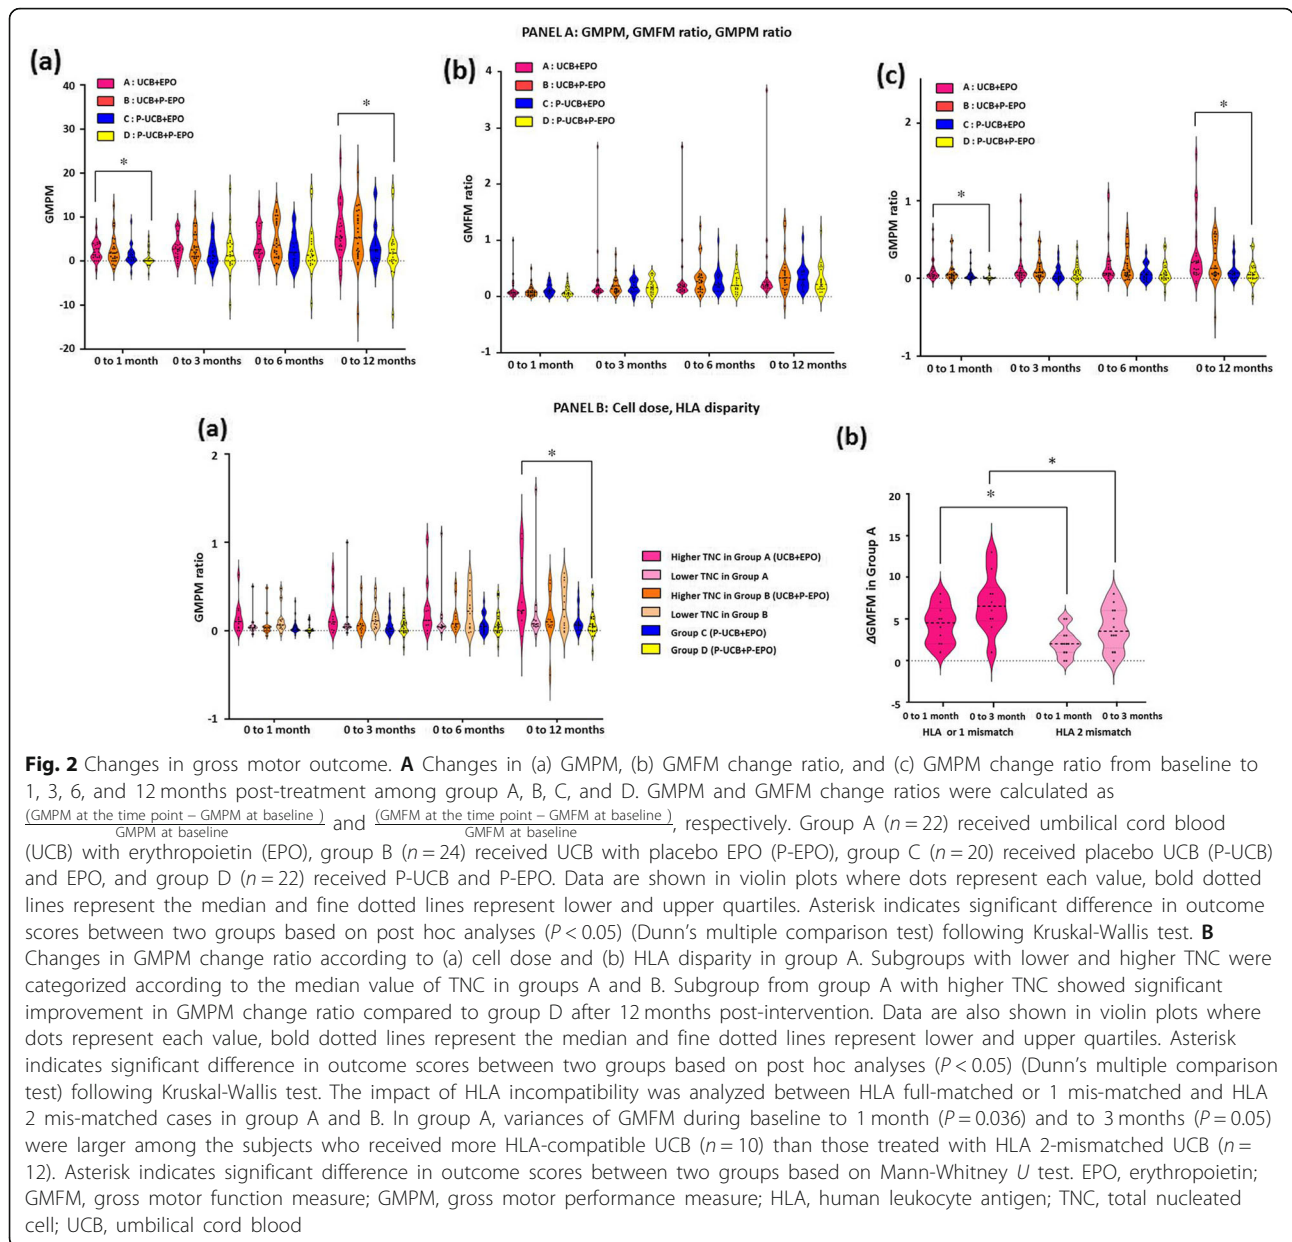 PANEL A: GMPM, GMFM ratio, GMPM ratio
(a)
A : UCB+EPO
B : UCB+P-EPO
C : P-UCB+EPO
D : P-UCB+P-EPO
GMPM
40
30
20
10
0
-10
-20
*
*
0 to 1 month
0 to 3 months
0 to 6 months
0 to 12 months
(b)
A : UCB+EPO
B : UCB+P-EPO
C : P-UCB+EPO
D : P-UCB+P-EPO
GMFM ratio
4
3
2
1
0
-1
0 to 1 month
0 to 3 months
0 to 6 months
0 to 12 months
(c)
A : UCB+EPO
B : UCB+P-EPO
C : P-UCB+EPO
D : P-UCB+P-EPO
GMPM ratio
2
1
0
-1
*
*
0 to 1 month
0 to 3 months
0 to 6 months
0 to 12 months
PANEL B: Cell dose, HLA disparity
(a)
GMPM ratio
2
1
0
-1
*
0 to 1 month
0 to 3 months
0 to 6 months
0 to 12 months
Higher TNC in Group A (UCB+EPO)
Lower TNC in Group A
Higher TNC in Group B (UCB+P-EPO)
Lower TNC in Group B
Group C (P-UCB+EPO)
Group D (P-UCB+P-EPO)
(b)
ΔGMFM in Group A
20
15
10
5
0
-5
*
*
0 to 1 month
0 to 3 month
0 to 1 month
0 to 3 months
HLA or 1 mismatch
HLA 2 mismatch
Fig. 2 Changes in gross motor outcome. A Changes in (a) GMPM, (b) GMFM change ratio, and (c) GMPM change ratio from baseline to
1, 3, 6, and 12 months post-treatment among group A, B, C, and D. GMPM and GMFM change ratios were calculated as
(GMPM at the time point – GMPM at baseline ) / GMPM at baseline and (GMFM at the time point – GMFM at baseline ) / GMFM at baseline, respectively. Group A (n = 22) received umbilical cord blood
(UCB) with erythropoietin (EPO), group B (n = 24) received UCB with placebo EPO (P-EPO), group C (n = 20) received placebo UCB (P-UCB)
and EPO, and group D (n = 22) received P-UCB and P-EPO. Data are shown in violin plots where dots represent each value, bold dotted
lines represent the median and fine dotted lines represent lower and upper quartiles. Asterisk indicates significant difference in outcome
scores between two groups based on post hoc analyses (P < 0.05) (Dunn's multiple comparison test) following Kruskal-Wallis test. B
Changes in GMPM change ratio according to (a) cell dose and (b) HLA disparity in group A. Subgroups with lower and higher TNC were
categorized according to the median value of TNC in groups A and B. Subgroup from group A with higher TNC showed significant
improvement in GMPM change ratio compared to group D after 12 months post-intervention. Data are also shown in violin plots where
dots represent each value, bold dotted lines represent the median and fine dotted lines represent lower and upper quartiles. Asterisk
indicates significant difference in outcome scores between two groups based on post hoc analyses (P < 0.05) (Dunn's multiple comparison
test) following Kruskal-Wallis test. The impact of HLA incompatibility was analyzed between HLA full-matched or 1 mis-matched and HLA
2 mis-matched cases in group A and B. In group A, variances of GMFM during baseline to 1 month (P = 0.036) and to 3 months (P = 0.05)
were larger among the subjects who received more HLA-compatible UCB (n = 10) than those treated with HLA 2-mismatched UCB (n =
12). Asterisk indicates significant difference in outcome scores between two groups based on Mann-Whitney U test. EPO, erythropoietin;
GMFM, gross motor function measure; GMPM, gross motor performance measure; HLA, human leukocyte antigen; TNC, total nucleated
cell; UCB, umbilical cord blood